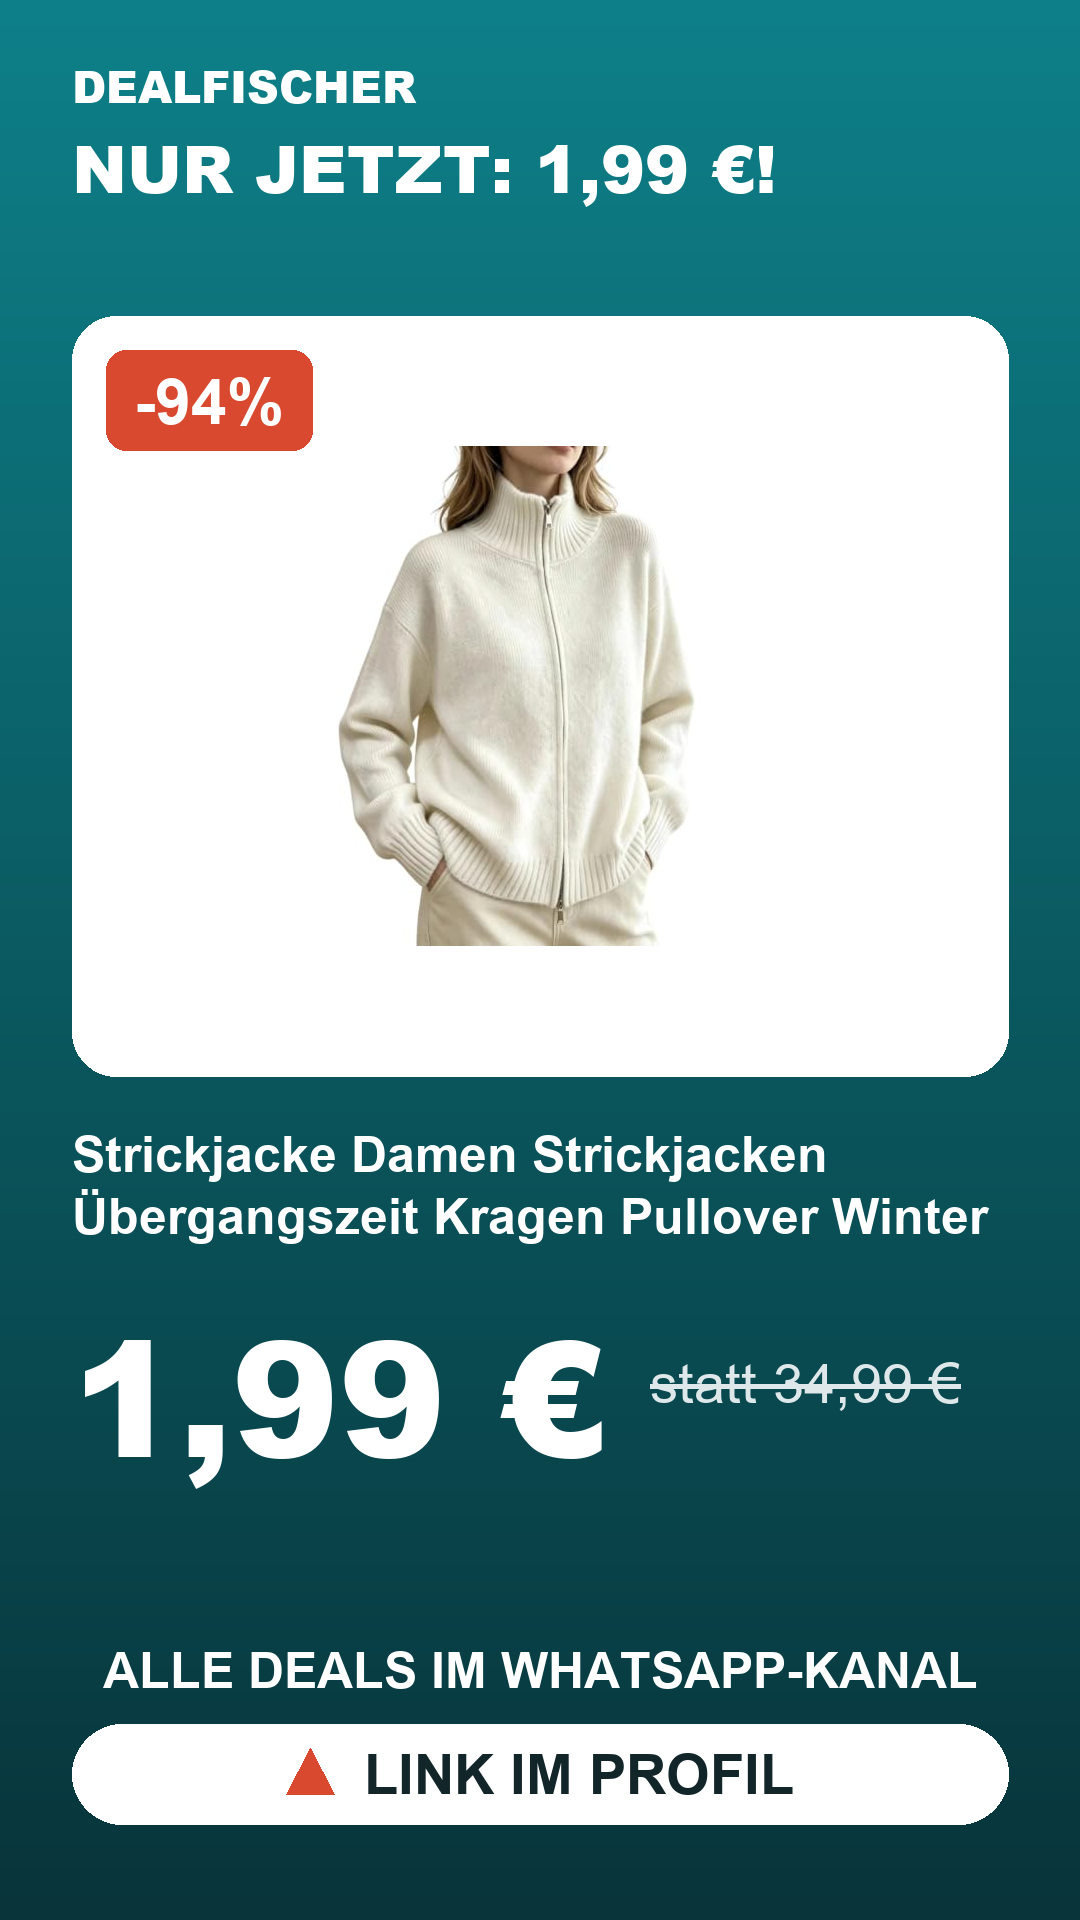 DEALFISCHER
NUR JETZT: 1,99 €!
-94%
Strickjacke Damen Strickjacken
Übergangszeit Kragen Pullover Winter
1,99 €
statt 34,99 €
ALLE DEALS IM WHATSAPP-KANAL
LINK IM PROFIL